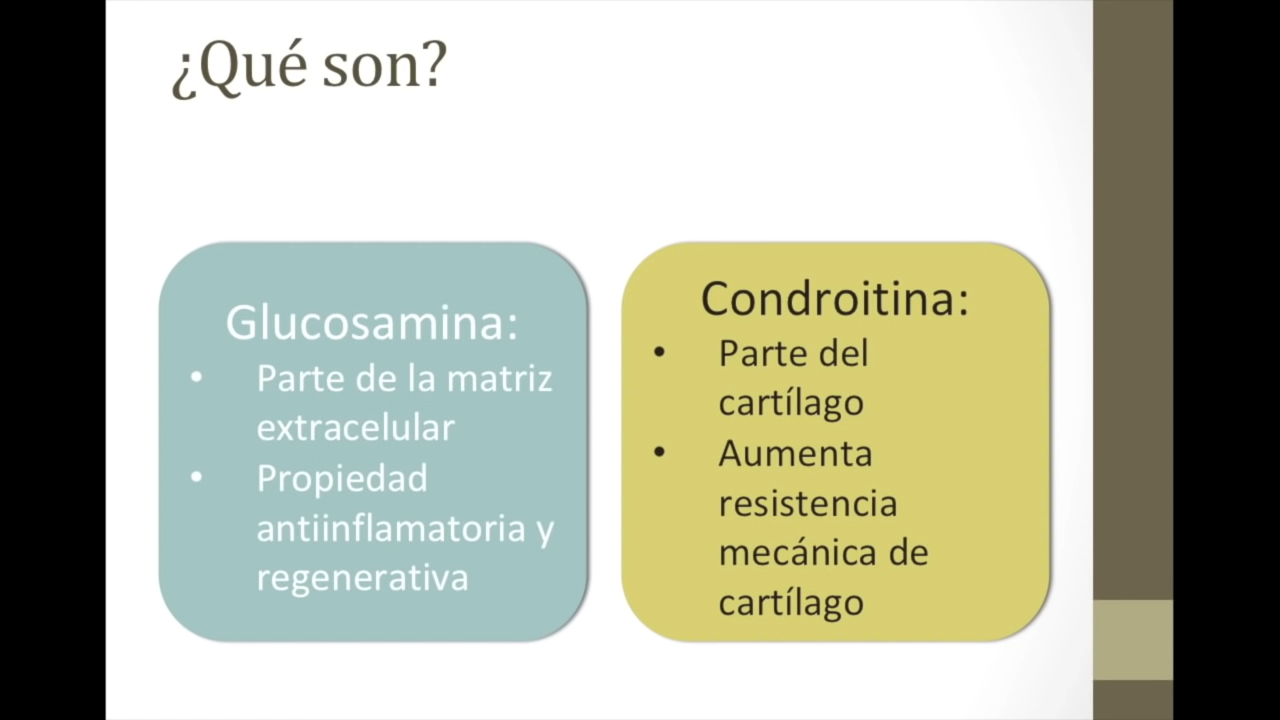 ¿Qué son?
Glucosamina:
• Parte de la matriz
extracelular
• Propiedad
antiinflamatoria y
regenerativa
Condroitina:
• Parte del
cartílago
• Aumenta
resistencia
mecánica de
cartílago